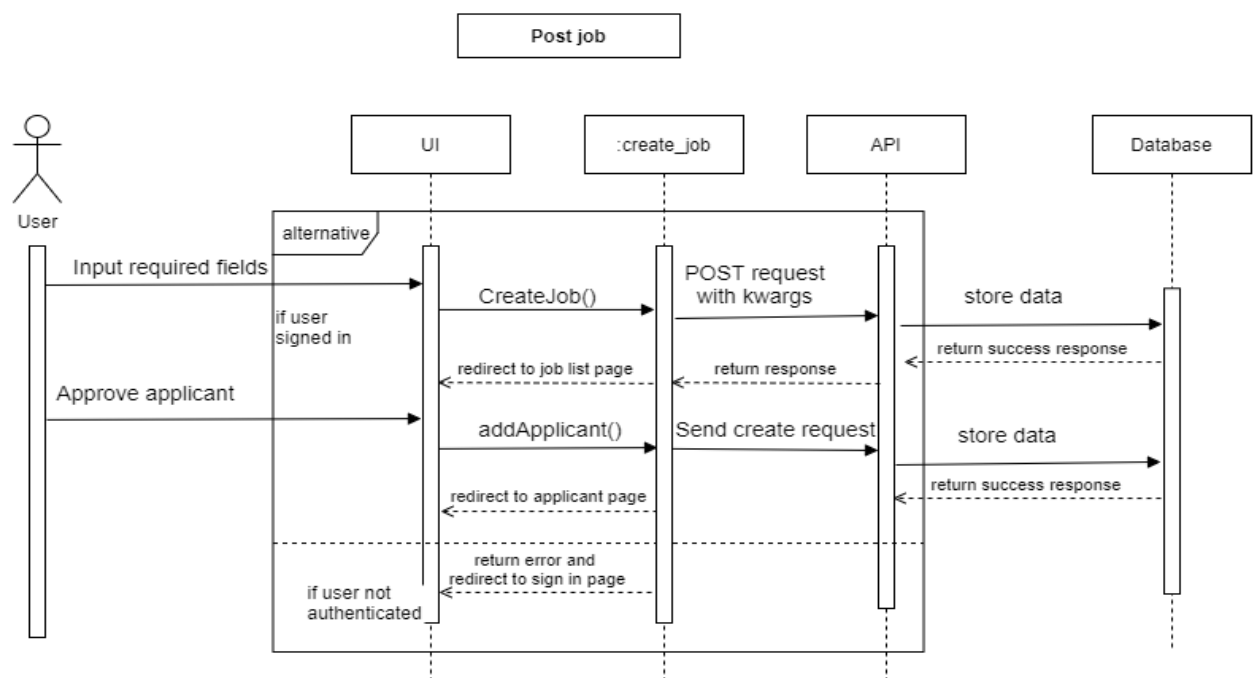 Post job
UI
:create_job
API
Database
User
alternative
Input required fields
POST request
with kwargs
CreateJob()
store data
if user
signed in
return success response
redirect to job list page
return response
Approve applicant
addApplicant()
Send create request
store data
return success response
redirect to applicant page
return error and
redirect to sign in page
if user not
authenticated